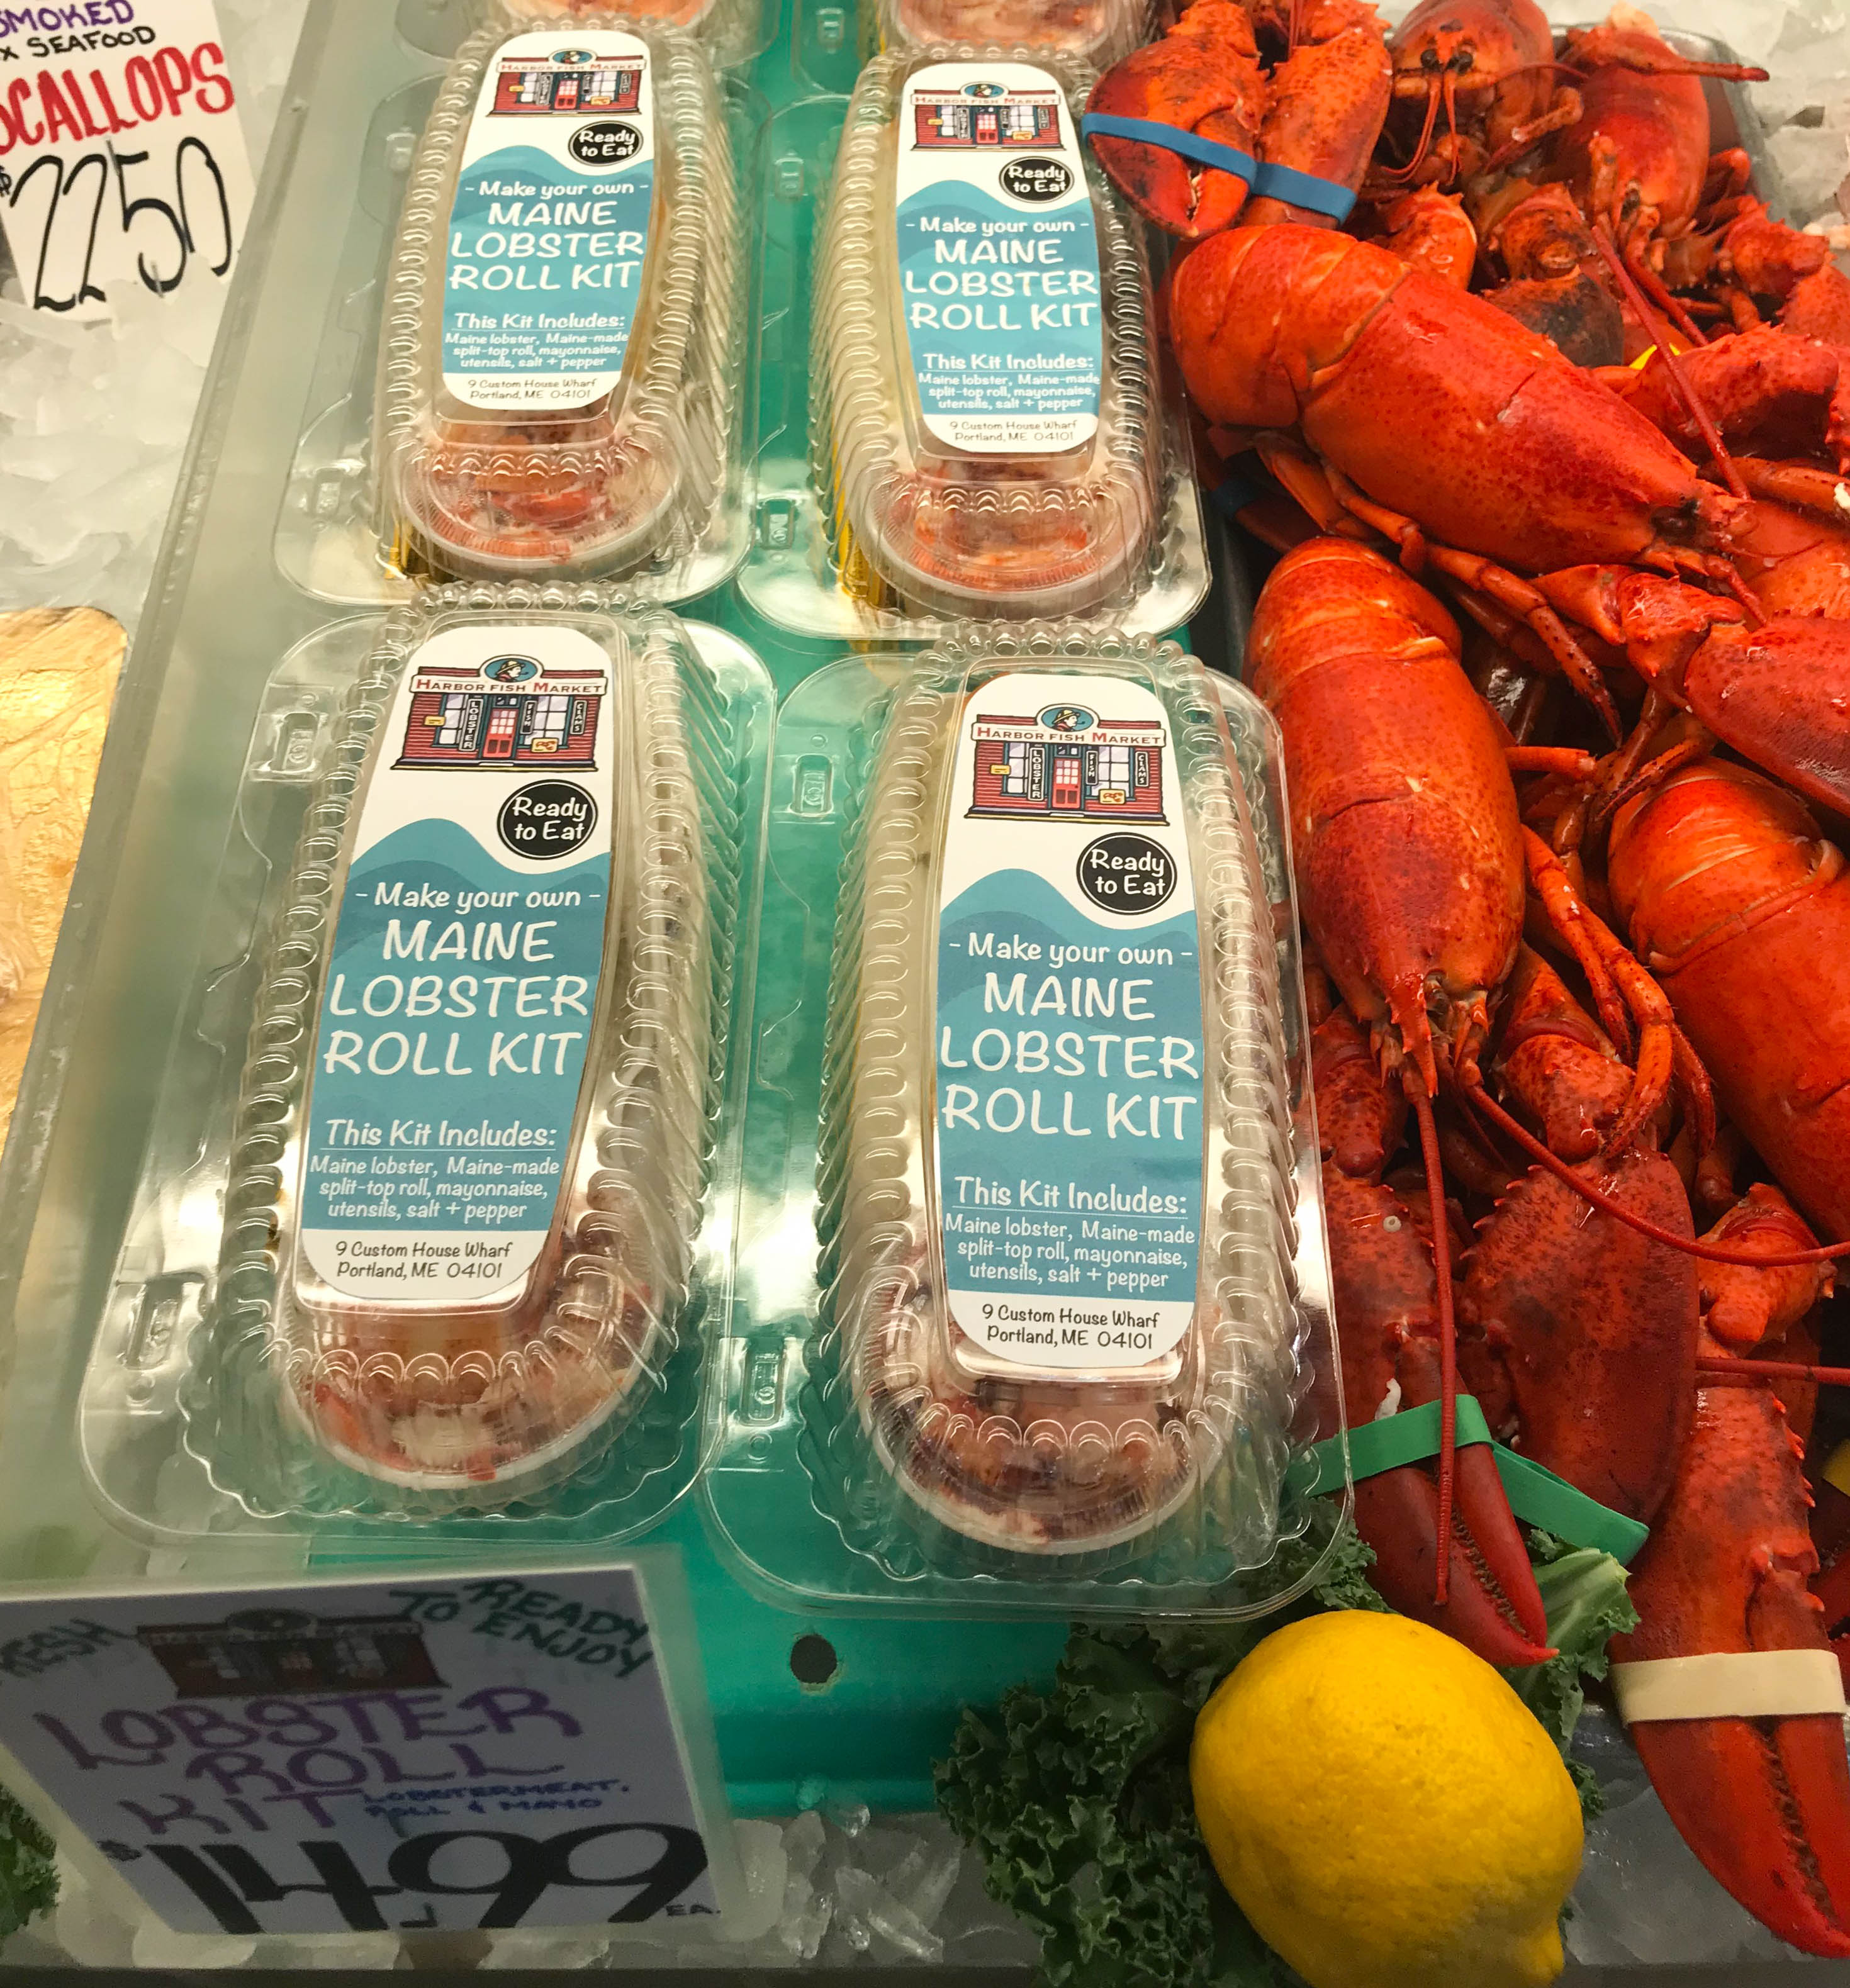 SMOKED
x SEAFOOD
SCALLOPS
$2250
HARBOR FISH MARKET
Ready
to Eat
- Make your own -
MAINE
LOBSTER
ROLL KIT
This Kit Includes:
Maine lobster, Maine-made
split-top roll, mayonnaise,
utensils, salt + pepper
9 Custom House Wharf
Portland, ME 04101
HARBOR FISH MARKET
Ready
to Eat
- Make your own -
MAINE
LOBSTER
ROLL KIT
This Kit Includes:
Maine lobster, Maine-made
split-top roll, mayonnaise,
utensils, salt + pepper
9 Custom House Wharf
Portland, ME 04101
HARBOR FISH MARKET
LOBSTER
FISH
CLAMS
Ready
to Eat
- Make your own -
MAINE
LOBSTER
ROLL KIT
This Kit Includes:
Maine lobster, Maine-made
split-top roll, mayonnaise,
utensils, salt + pepper
9 Custom House Wharf
Portland, ME 04101
HARBOR FISH MARKET
LOBSTER
FISH
CLAMS
Ready
to Eat
- Make your own -
MAINE
LOBSTER
ROLL KIT
This Kit Includes:
Maine lobster, Maine-made
split-top roll, mayonnaise,
utensils, salt + pepper
9 Custom House Wharf
Portland, ME 04101
FRESH
READY
TO ENJOY
LOBSTER
ROLL
KIT
LOBSTERMEAT,
ROLL & MAYO
$14.99 EA.